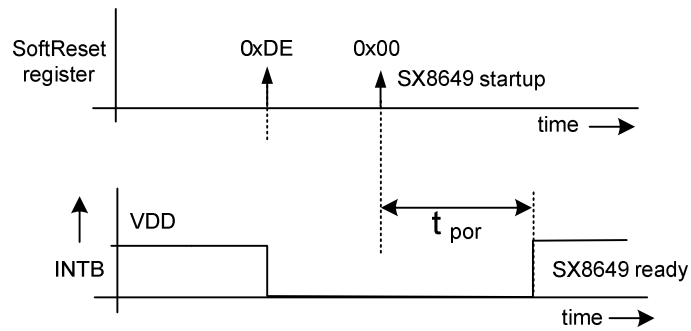 SoftReset
register
0xDE
0x00
SX8649 startup
time
VDD
INTB
t por
SX8649 ready
time